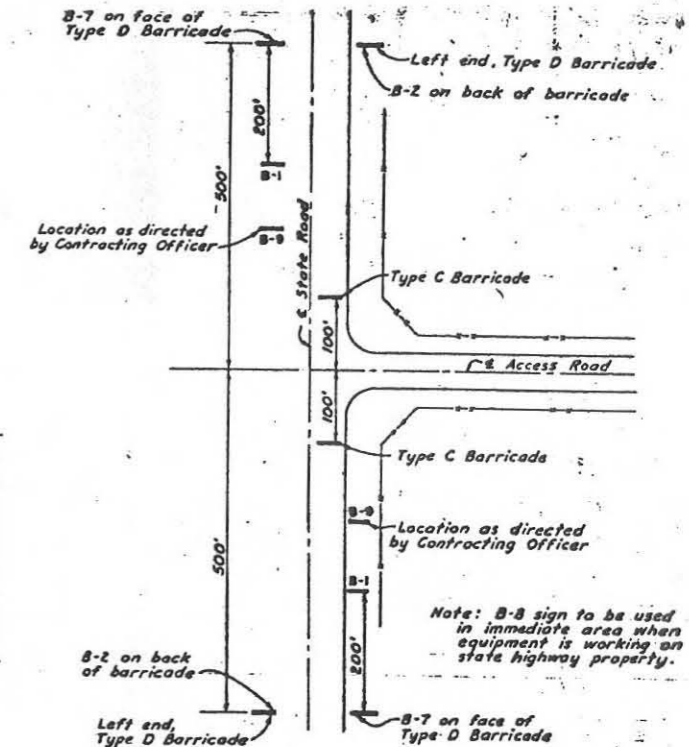 B-7 on face of
Type D Barricade
Left end, Type D Barricade
B-2 on back of barricade
200'
B-1
500'
Location as directed
by Contracting Officer
B-9
℄ State Road
Type C Barricade
100'
℄ Access Road
100'
Type C Barricade
B-9
Location as directed
by Contracting Officer
500'
B-1
Note: B-8 sign to be used
in immediate area when
equipment is working on
state highway property.
200'
B-2 on back
of barricade
Left end,
Type D Barricade
B-7 on face of
Type D Barricade